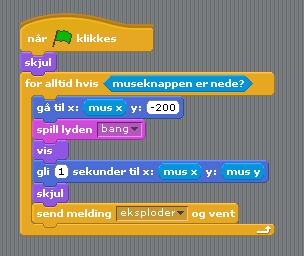 når klikkes
skjul
for alltid hvis museknappen er nede?
gå til x: mus x y: -200
spill lyden bang
vis
gli 1 sekunder til x: mus x y: mus y
skjul
send melding eksploder og vent